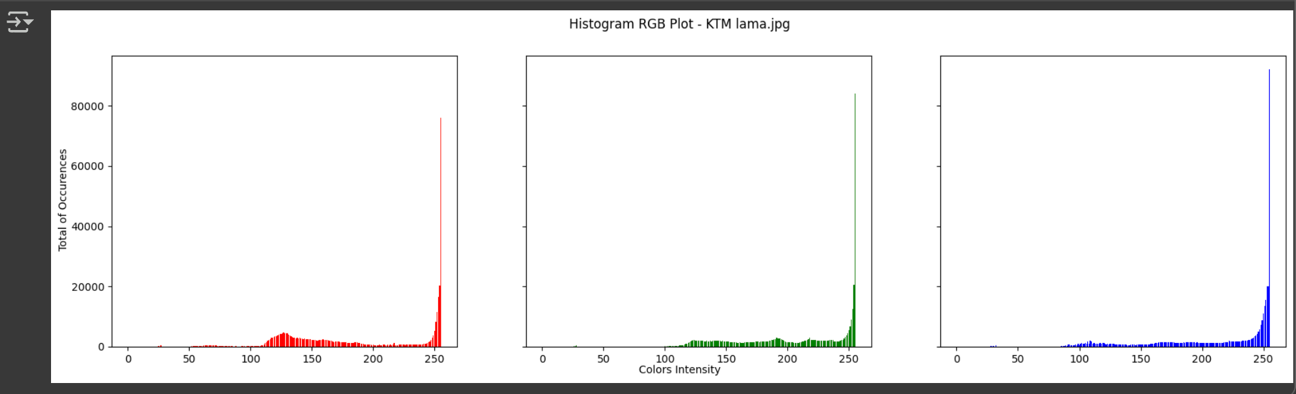 Histogram RGB Plot - KTM lama.jpg
Total of Occurences
80000
60000
40000
20000
0
0 50 100 150 200 250
0 50 100 150 200 250
0 50 100 150 200 250
Colors Intensity